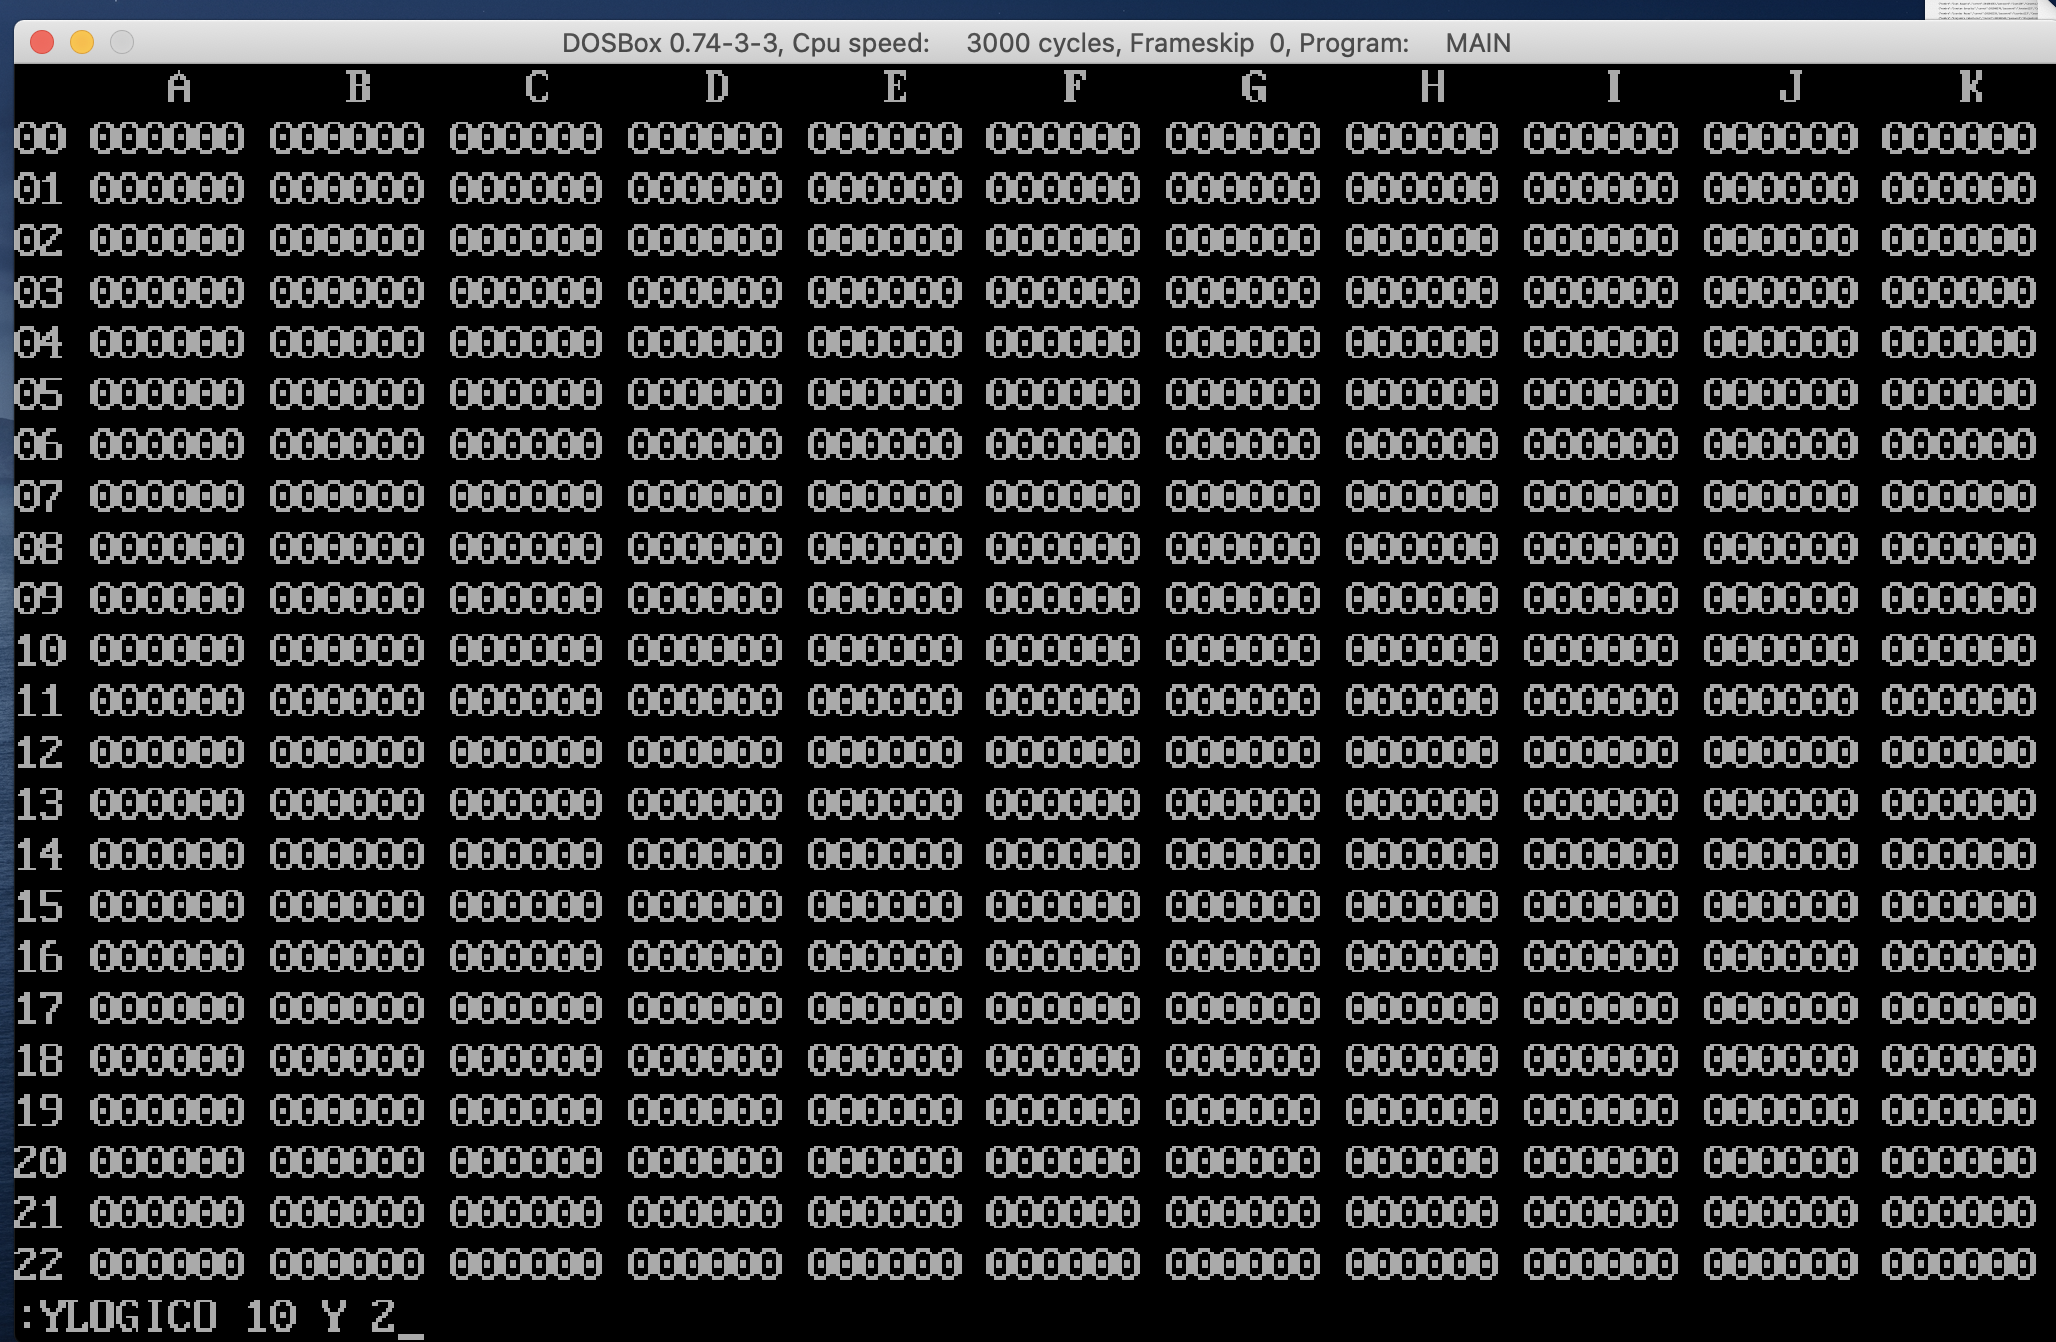 DOSBox 0.74-3-3, Cpu speed: 3000 cycles, Frameskip 0, Program: MAIN
A B C D E F G H I J K
00 000000 000000 000000 000000 000000 000000 000000 000000 000000 000000 000000
01 000000 000000 000000 000000 000000 000000 000000 000000 000000 000000 000000
02 000000 000000 000000 000000 000000 000000 000000 000000 000000 000000 000000
03 000000 000000 000000 000000 000000 000000 000000 000000 000000 000000 000000
04 000000 000000 000000 000000 000000 000000 000000 000000 000000 000000 000000
05 000000 000000 000000 000000 000000 000000 000000 000000 000000 000000 000000
06 000000 000000 000000 000000 000000 000000 000000 000000 000000 000000 000000
07 000000 000000 000000 000000 000000 000000 000000 000000 000000 000000 000000
08 000000 000000 000000 000000 000000 000000 000000 000000 000000 000000 000000
09 000000 000000 000000 000000 000000 000000 000000 000000 000000 000000 000000
10 000000 000000 000000 000000 000000 000000 000000 000000 000000 000000 000000
11 000000 000000 000000 000000 000000 000000 000000 000000 000000 000000 000000
12 000000 000000 000000 000000 000000 000000 000000 000000 000000 000000 000000
13 000000 000000 000000 000000 000000 000000 000000 000000 000000 000000 000000
14 000000 000000 000000 000000 000000 000000 000000 000000 000000 000000 000000
15 000000 000000 000000 000000 000000 000000 000000 000000 000000 000000 000000
16 000000 000000 000000 000000 000000 000000 000000 000000 000000 000000 000000
17 000000 000000 000000 000000 000000 000000 000000 000000 000000 000000 000000
18 000000 000000 000000 000000 000000 000000 000000 000000 000000 000000 000000
19 000000 000000 000000 000000 000000 000000 000000 000000 000000 000000 000000
20 000000 000000 000000 000000 000000 000000 000000 000000 000000 000000 000000
21 000000 000000 000000 000000 000000 000000 000000 000000 000000 000000 000000
22 000000 000000 000000 000000 000000 000000 000000 000000 000000 000000 000000
:YLOGICO 10 Y 2_